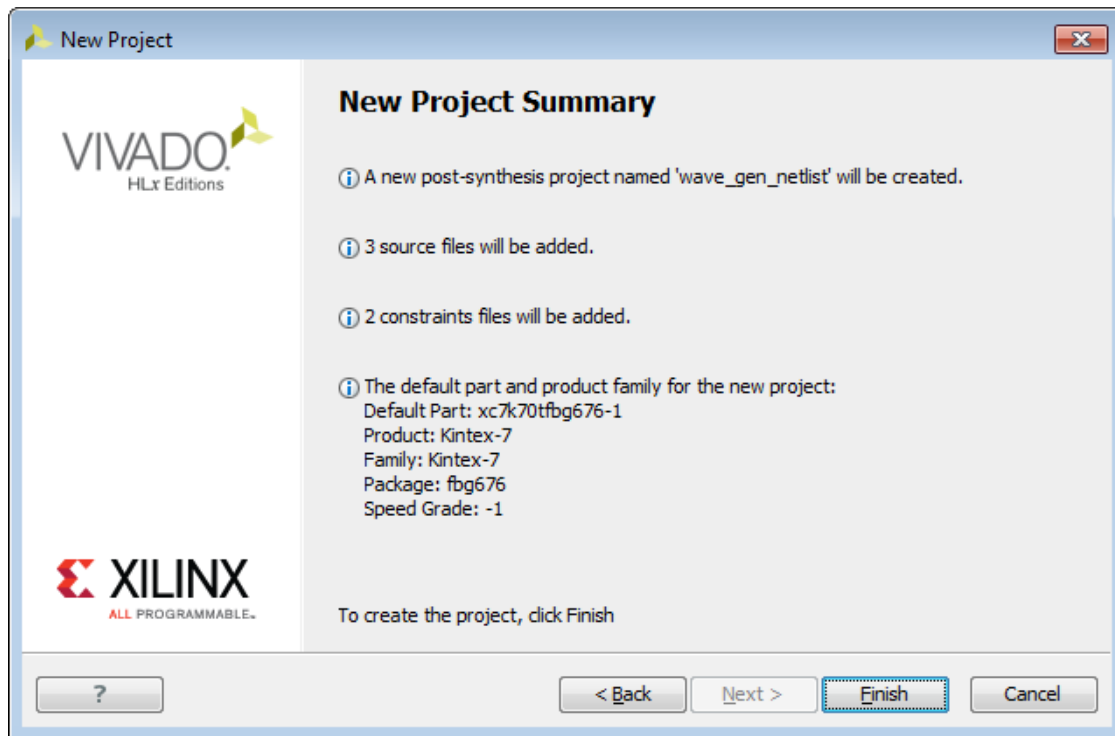 New Project
VIVADO.
HLx Editions
New Project Summary
A new post-synthesis project named 'wave_gen_netlist' will be created.
3 source files will be added.
2 constraints files will be added.
The default part and product family for the new project:
Default Part: xc7k70tfbg676-1
Product: Kintex-7
Family: Kintex-7
Package: fbg676
Speed Grade: -1
XILINX
ALL PROGRAMMABLE™
To create the project, click Finish
?
< Back
Next >
Finish
Cancel